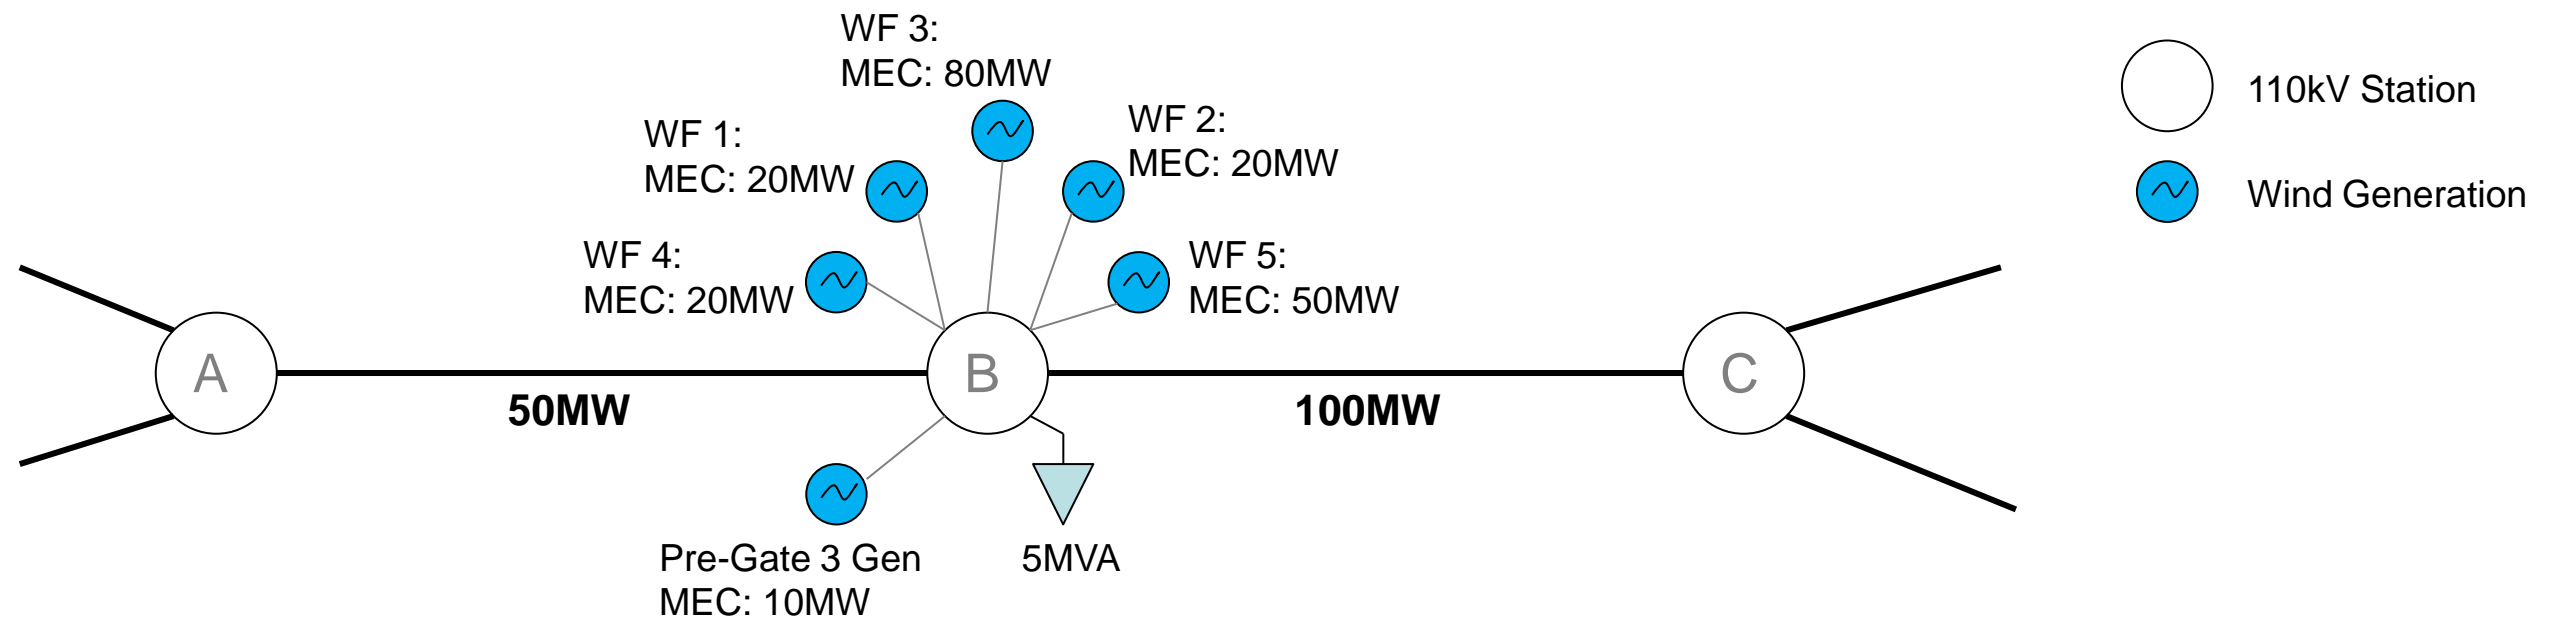 WF 3:
MEC: 80MW
WF 1:
MEC: 20MW
WF 2:
MEC: 20MW
WF 4:
MEC: 20MW
WF 5:
MEC: 50MW
110kV Station
Wind Generation
A
B
C
50MW
100MW
Pre-Gate 3 Gen
MEC: 10MW
5MVA